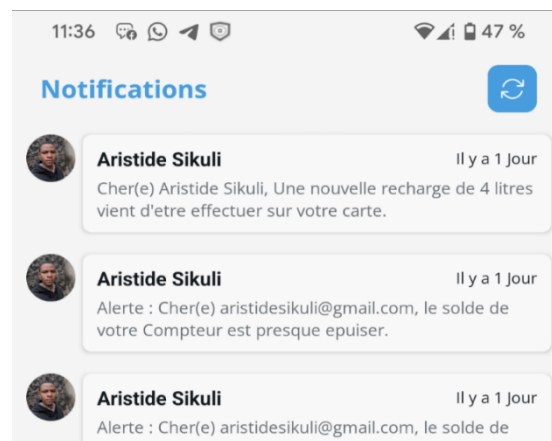 11:36
47 %
Notifications
Aristide Sikuli Il y a 1 Jour
Cher(e) Aristide Sikuli, Une nouvelle recharge de 4 litres
vient d'etre effectuer sur votre carte.
Aristide Sikuli Il y a 1 Jour
Alerte : Cher(e) aristidesikuli@gmail.com, le solde de
votre Compteur est presque epuiser.
Aristide Sikuli Il y a 1 Jour
Alerte : Cher(e) aristidesikuli@gmail.com, le solde de